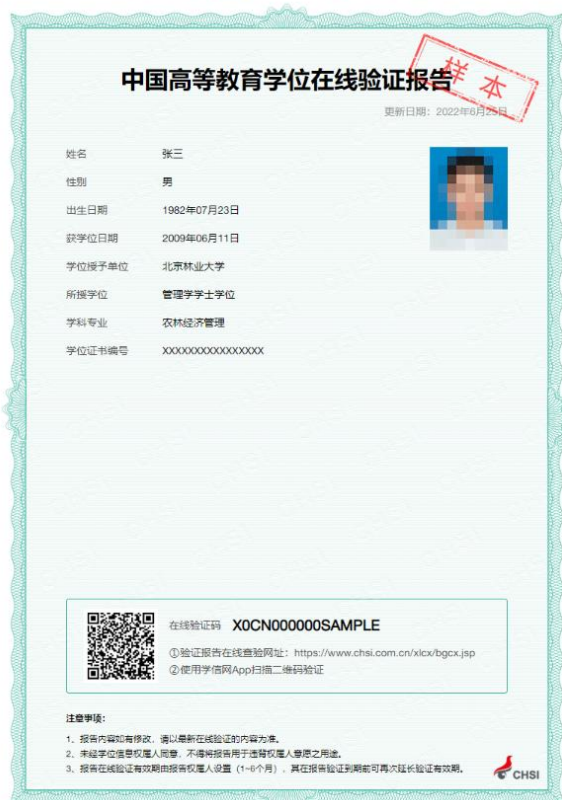 中国高等教育学位在线验证报告
样本
更新日期：2022年6月25日
姓名 张三
性别 男
出生日期 1982年07月23日
获学位日期 2009年06月11日
学位授予单位 北京林业大学
所授学位 管理学学士学位
学科专业 农林经济管理
学位证书编号 XXXXXXXXXXXXXXXX
在线验证码 X0CN000000SAMPLE
①验证报告在线查验网址：https://www.chsi.com.cn/xlcx/bgcx.jsp
②使用学信网App扫描二维码验证
注意事项：
1、报告内容如有修改，请以最新在线验证的内容为准。
2、未经学位信息权属人同意，不得将报告用于违背权属人意愿之用途。
3、报告在线验证有效期由报告权属人设置（1~6个月），其在报告验证到期前可再次延长验证有效期。
CHSI